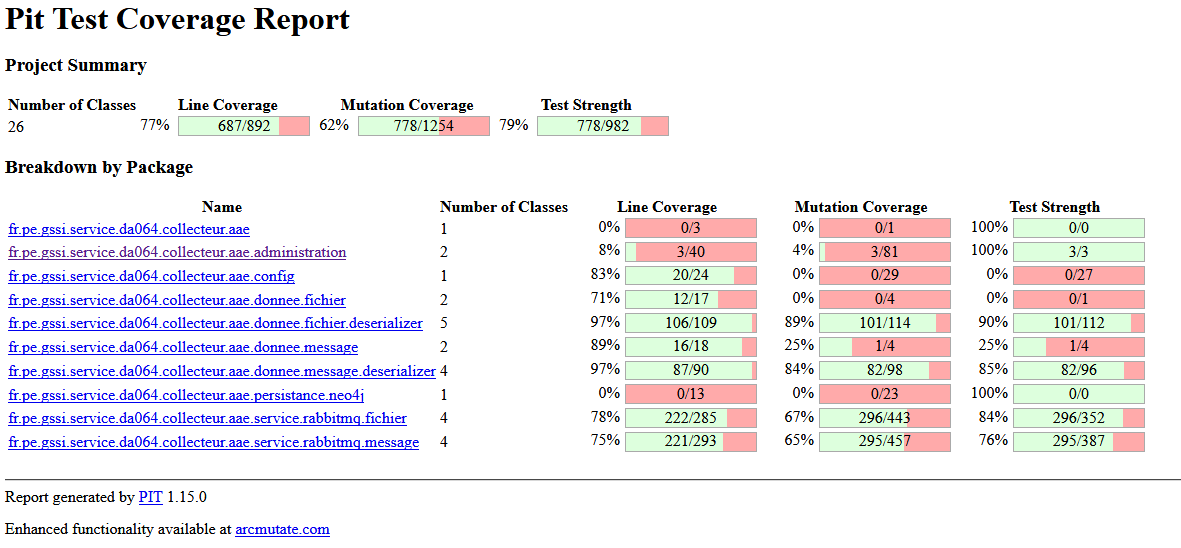 Pit Test Coverage Report
Project Summary
Number of Classes Line Coverage Mutation Coverage Test Strength
26 77% 687/892 62% 778/1254 79% 778/982
Breakdown by Package
Name Number of Classes Line Coverage Mutation Coverage Test Strength
fr.pe.gssi.service.da064.collecteur.aae 1 0% 0/3 0% 0/1 100% 0/0
fr.pe.gssi.service.da064.collecteur.aae.administration 2 8% 3/40 4% 3/81 100% 3/3
fr.pe.gssi.service.da064.collecteur.aae.config 1 83% 20/24 0% 0/29 0% 0/27
fr.pe.gssi.service.da064.collecteur.aae.donnee.fichier 2 71% 12/17 0% 0/4 0% 0/1
fr.pe.gssi.service.da064.collecteur.aae.donnee.fichier.deserializer 5 97% 106/109 89% 101/114 90% 101/112
fr.pe.gssi.service.da064.collecteur.aae.donnee.message 2 89% 16/18 25% 1/4 25% 1/4
fr.pe.gssi.service.da064.collecteur.aae.donnee.message.deserializer 4 97% 87/90 84% 82/98 85% 82/96
fr.pe.gssi.service.da064.collecteur.aae.persistance.neo4j 1 0% 0/13 0% 0/23 100% 0/0
fr.pe.gssi.service.da064.collecteur.aae.service.rabbitmq.fichier 4 78% 222/285 67% 296/443 84% 296/352
fr.pe.gssi.service.da064.collecteur.aae.service.rabbitmq.message 4 75% 221/293 65% 295/457 76% 295/387
Report generated by PIT 1.15.0
Enhanced functionality available at arcmutate.com